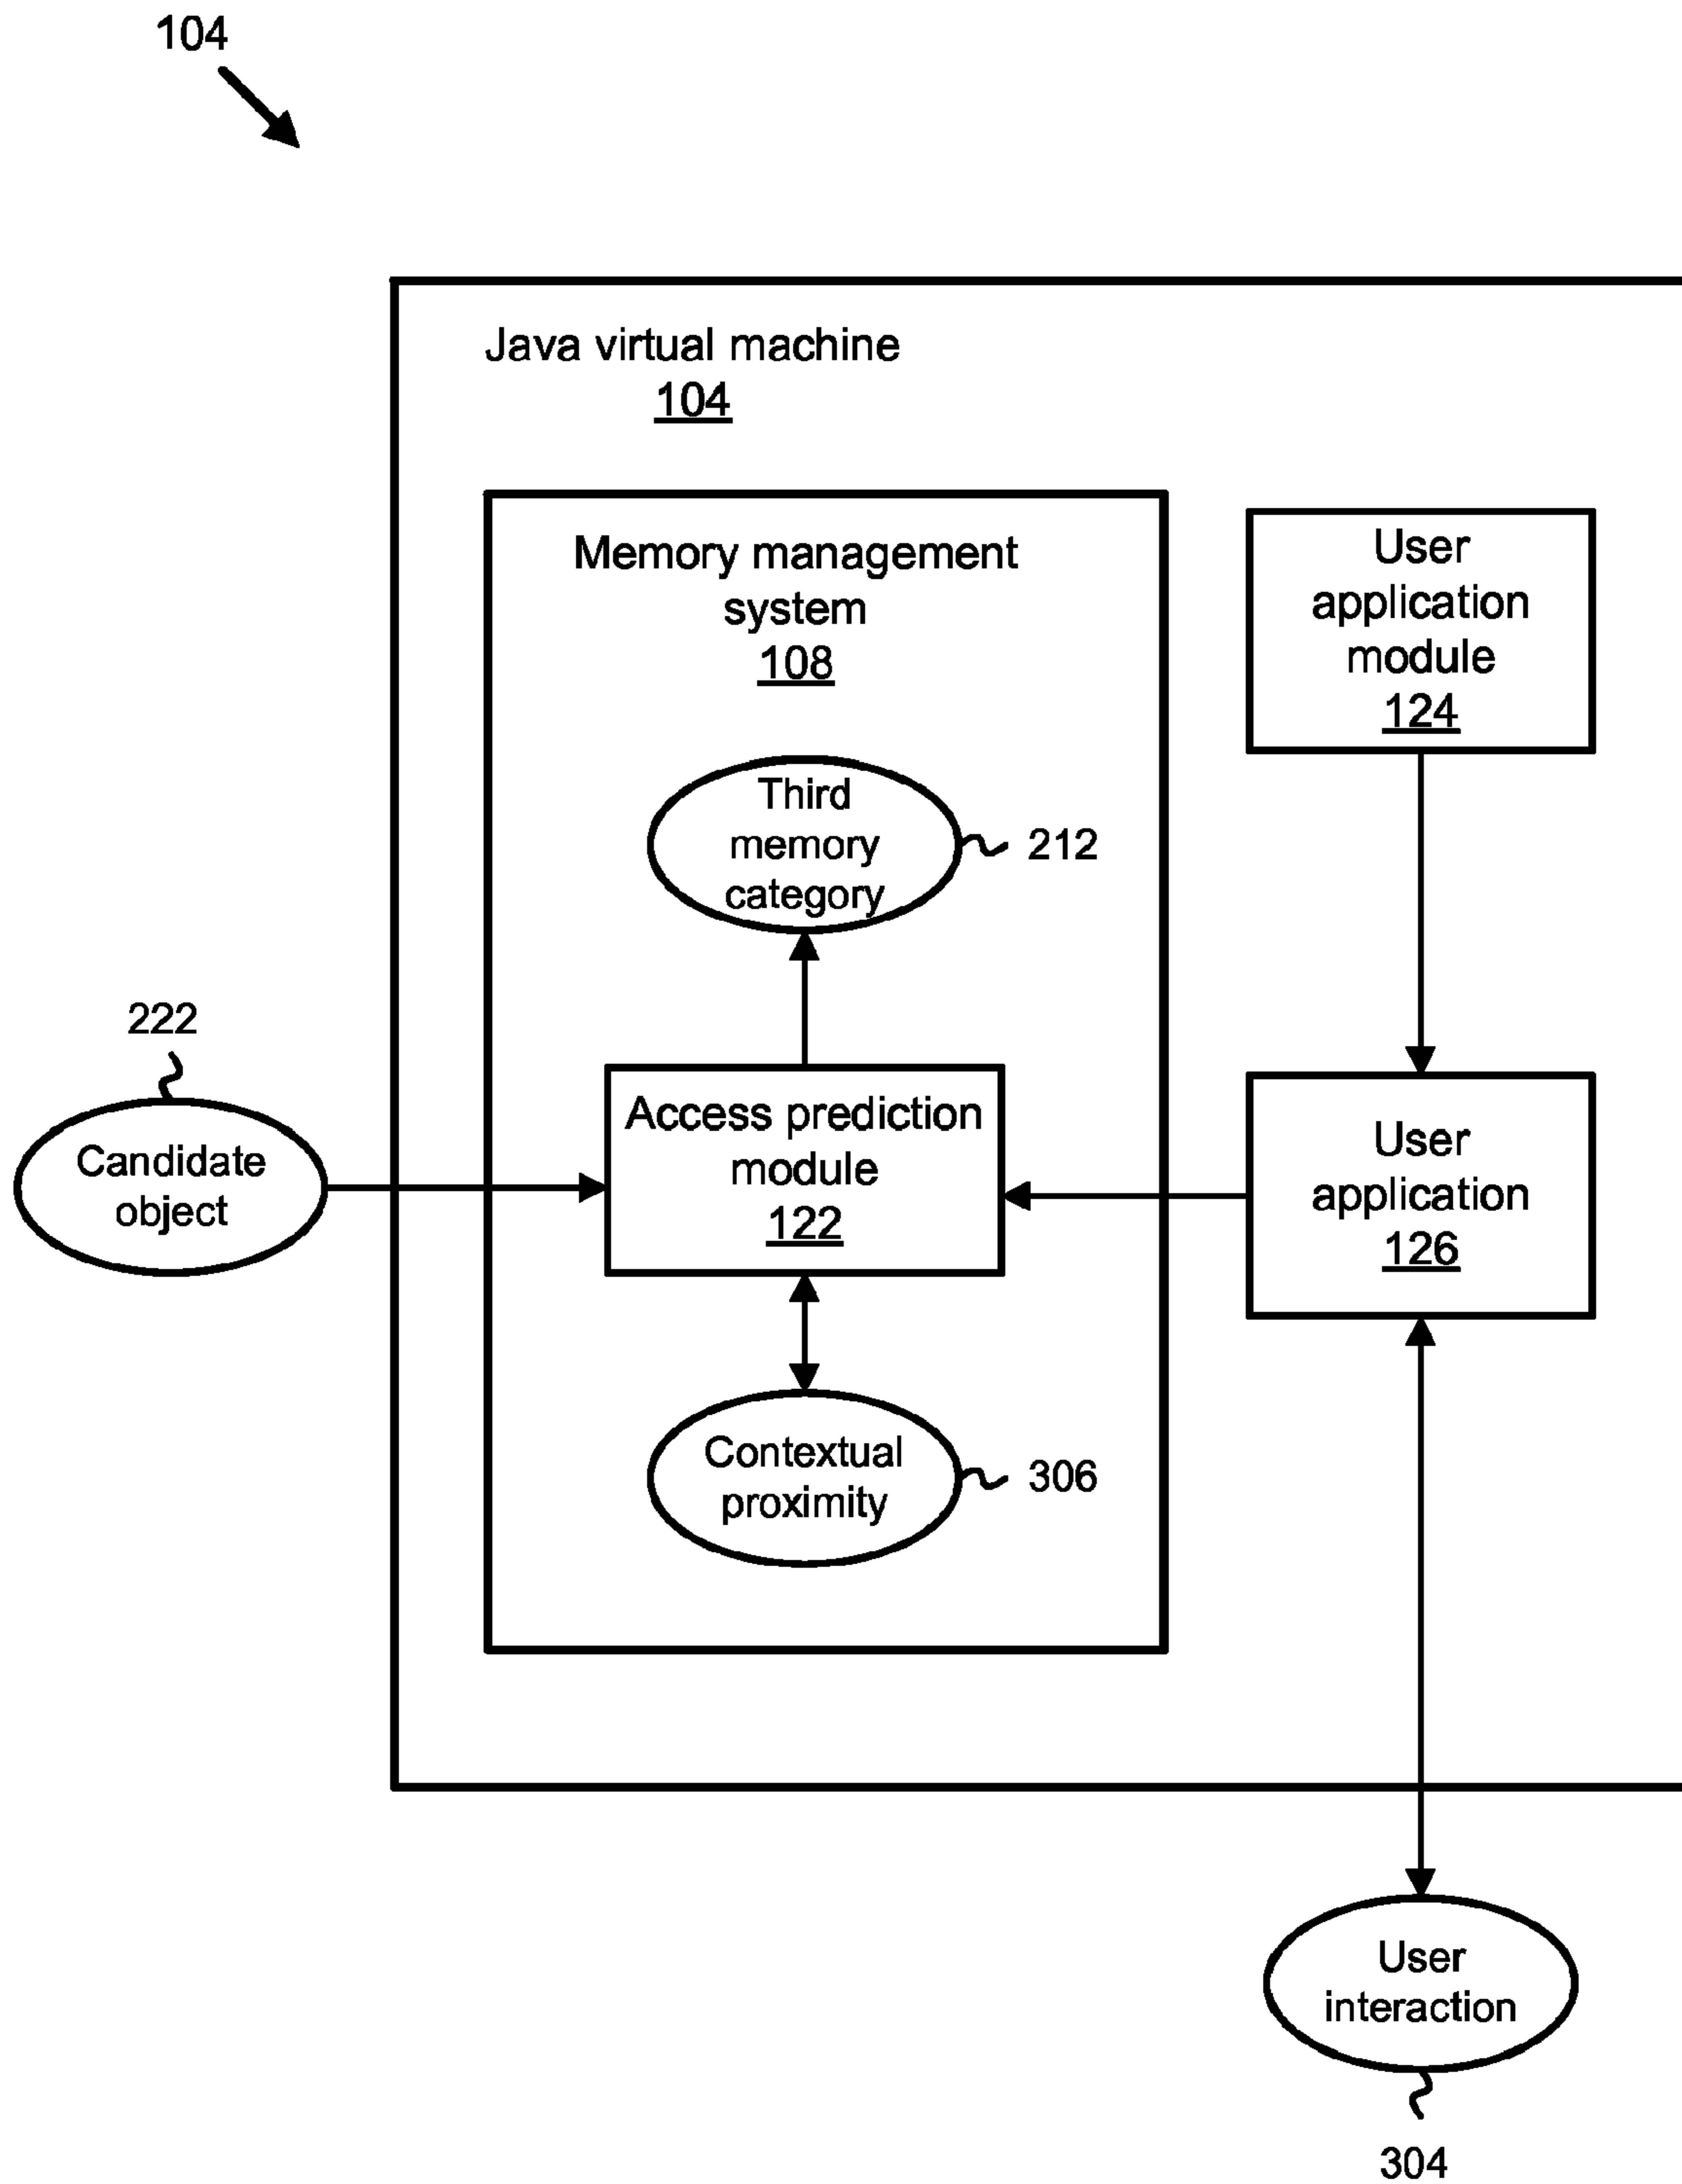 104
Java virtual machine
104
Memory management
system
108
User
application
module
124
Third
memory
category
212
222
Candidate
object
Access prediction
module
122
User
application
126
Contextual
proximity
306
User
interaction
304